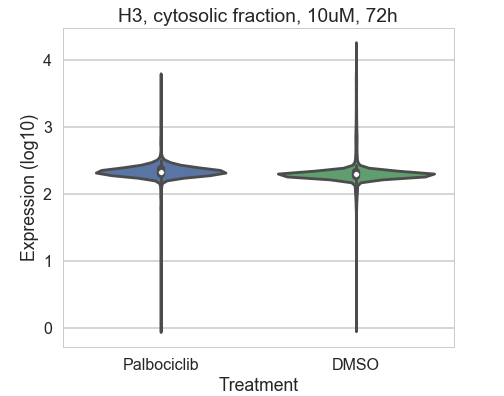 H3, cytosolic fraction, 10uM, 72h
Expression (log10)
4
3
2
1
0
Palbociclib
DMSO
Treatment